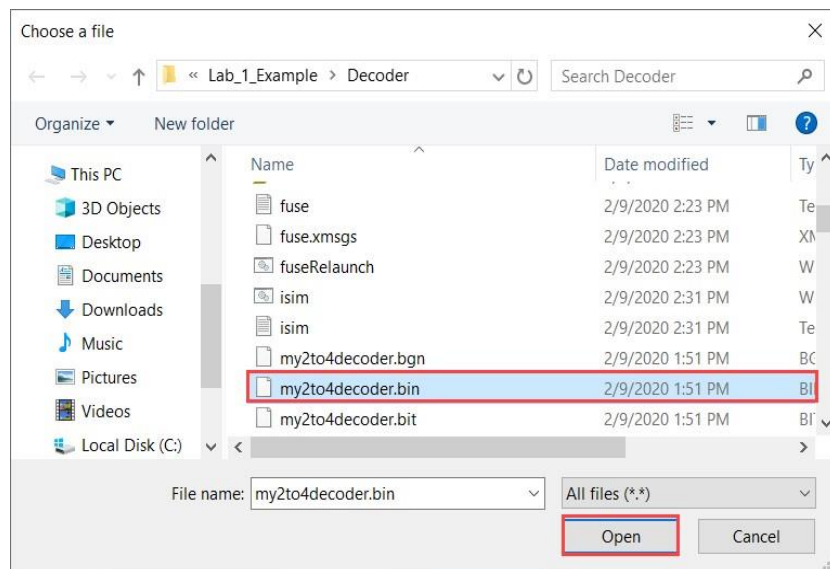 Choose a file
« Lab_1_Example > Decoder
Search Decoder
Organize
New folder
Name
Date modified
Ty
This PC
3D Objects
Desktop
Documents
Downloads
Music
Pictures
Videos
Local Disk (C:)
fuse 2/9/2020 2:23 PM Te
fuse.xmsgs 2/9/2020 2:23 PM XM
fuseRelaunch 2/9/2020 2:23 PM W
isim 2/9/2020 2:31 PM W
isim 2/9/2020 2:31 PM Te
my2to4decoder.bgn 2/9/2020 1:51 PM BG
my2to4decoder.bin 2/9/2020 1:51 PM BI
my2to4decoder.bit 2/9/2020 1:51 PM BIT
File name: my2to4decoder.bin
All files (*.*)
Open
Cancel